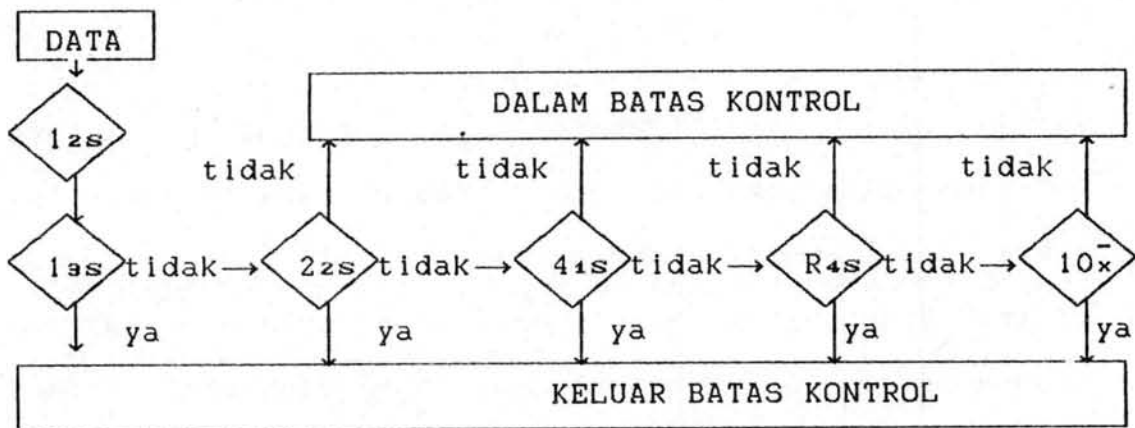 DATA
DALAM BATAS KONTROL
12s
tidak tidak tidak tidak
13s tidak 22s tidak 41s tidak R4s tidak 10x̄
ya ya ya ya ya
KELUAR BATAS KONTROL